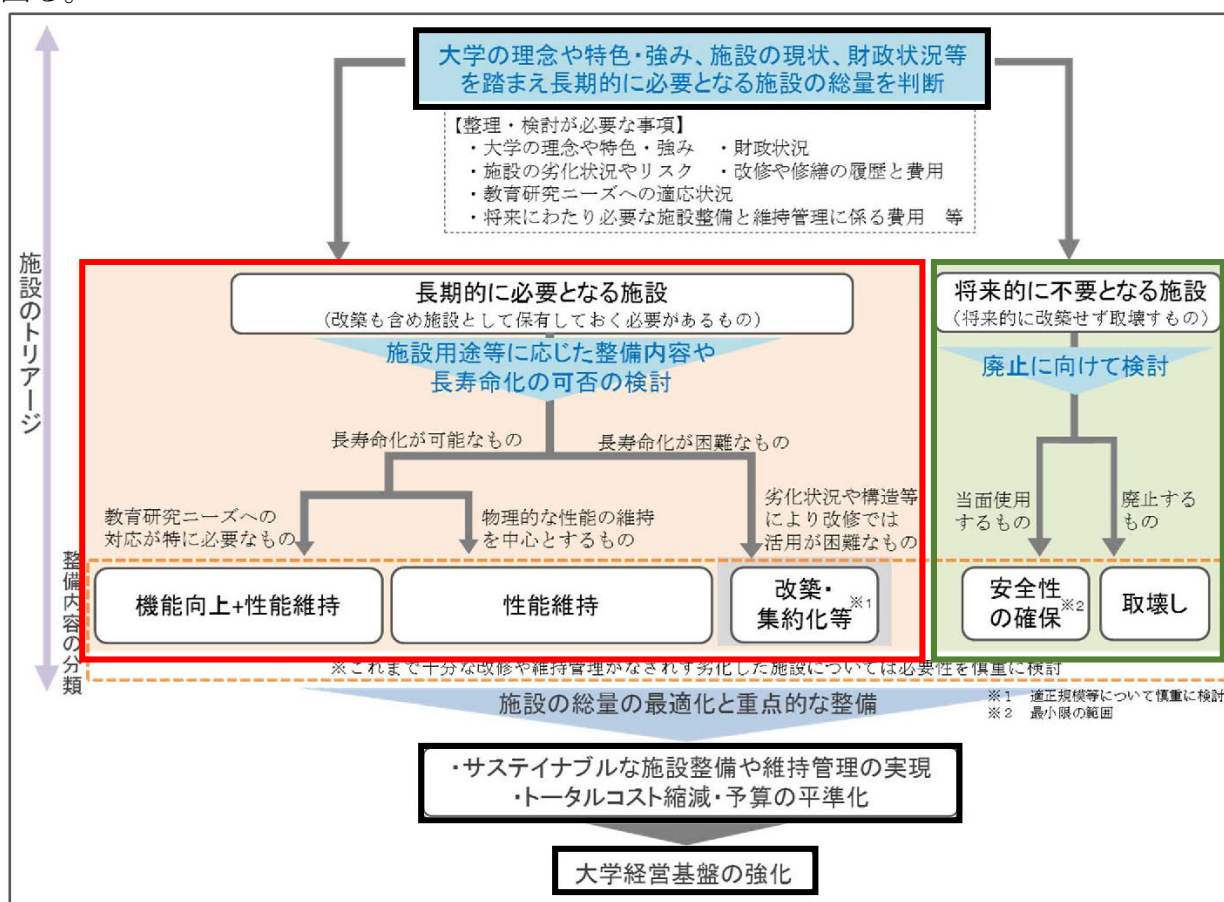 大学の理念や特色・強み、施設の現状、財政状況等
を踏まえ長期的に必要となる施設の総量を判断
【整理・検討が必要な事項】
・大学の理念や特色・強み ・財政状況
・施設の劣化状況やリスク ・改修や修繕の履歴と費用
・教育研究ニーズへの適応状況
・将来にわたり必要な施設整備と維持管理に係る費用 等
施設のトリアージ
長期的に必要となる施設
（改築も含め施設として保有しておく必要があるもの）
施設用途等に応じた整備内容や
長寿命化の可否の検討
長寿命化が可能なもの
長寿命化が困難なもの
教育研究ニーズへの
対応が特に必要なもの
物理的な性能の維持
を中心とするもの
劣化状況や構造等
により改修では
活用が困難なもの
将来的に不要となる施設
（将来的に改築せず取壊すもの）
廃止に向けて検討
当面使用
するもの
廃止する
もの
整備内容の分類
機能向上+性能維持
性能維持
改築・
集約化等※1
安全性
の確保※2
取壊し
※これまで十分な改修や維持管理がなされず劣化した施設については必要性を慎重に検討
施設の総量の最適化と重点的な整備
※1 適正規模等について慎重に検討
※2 最小限の範囲
・サステイナブルな施設整備や維持管理の実現
・トータルコスト縮減・予算の平準化
大学経営基盤の強化